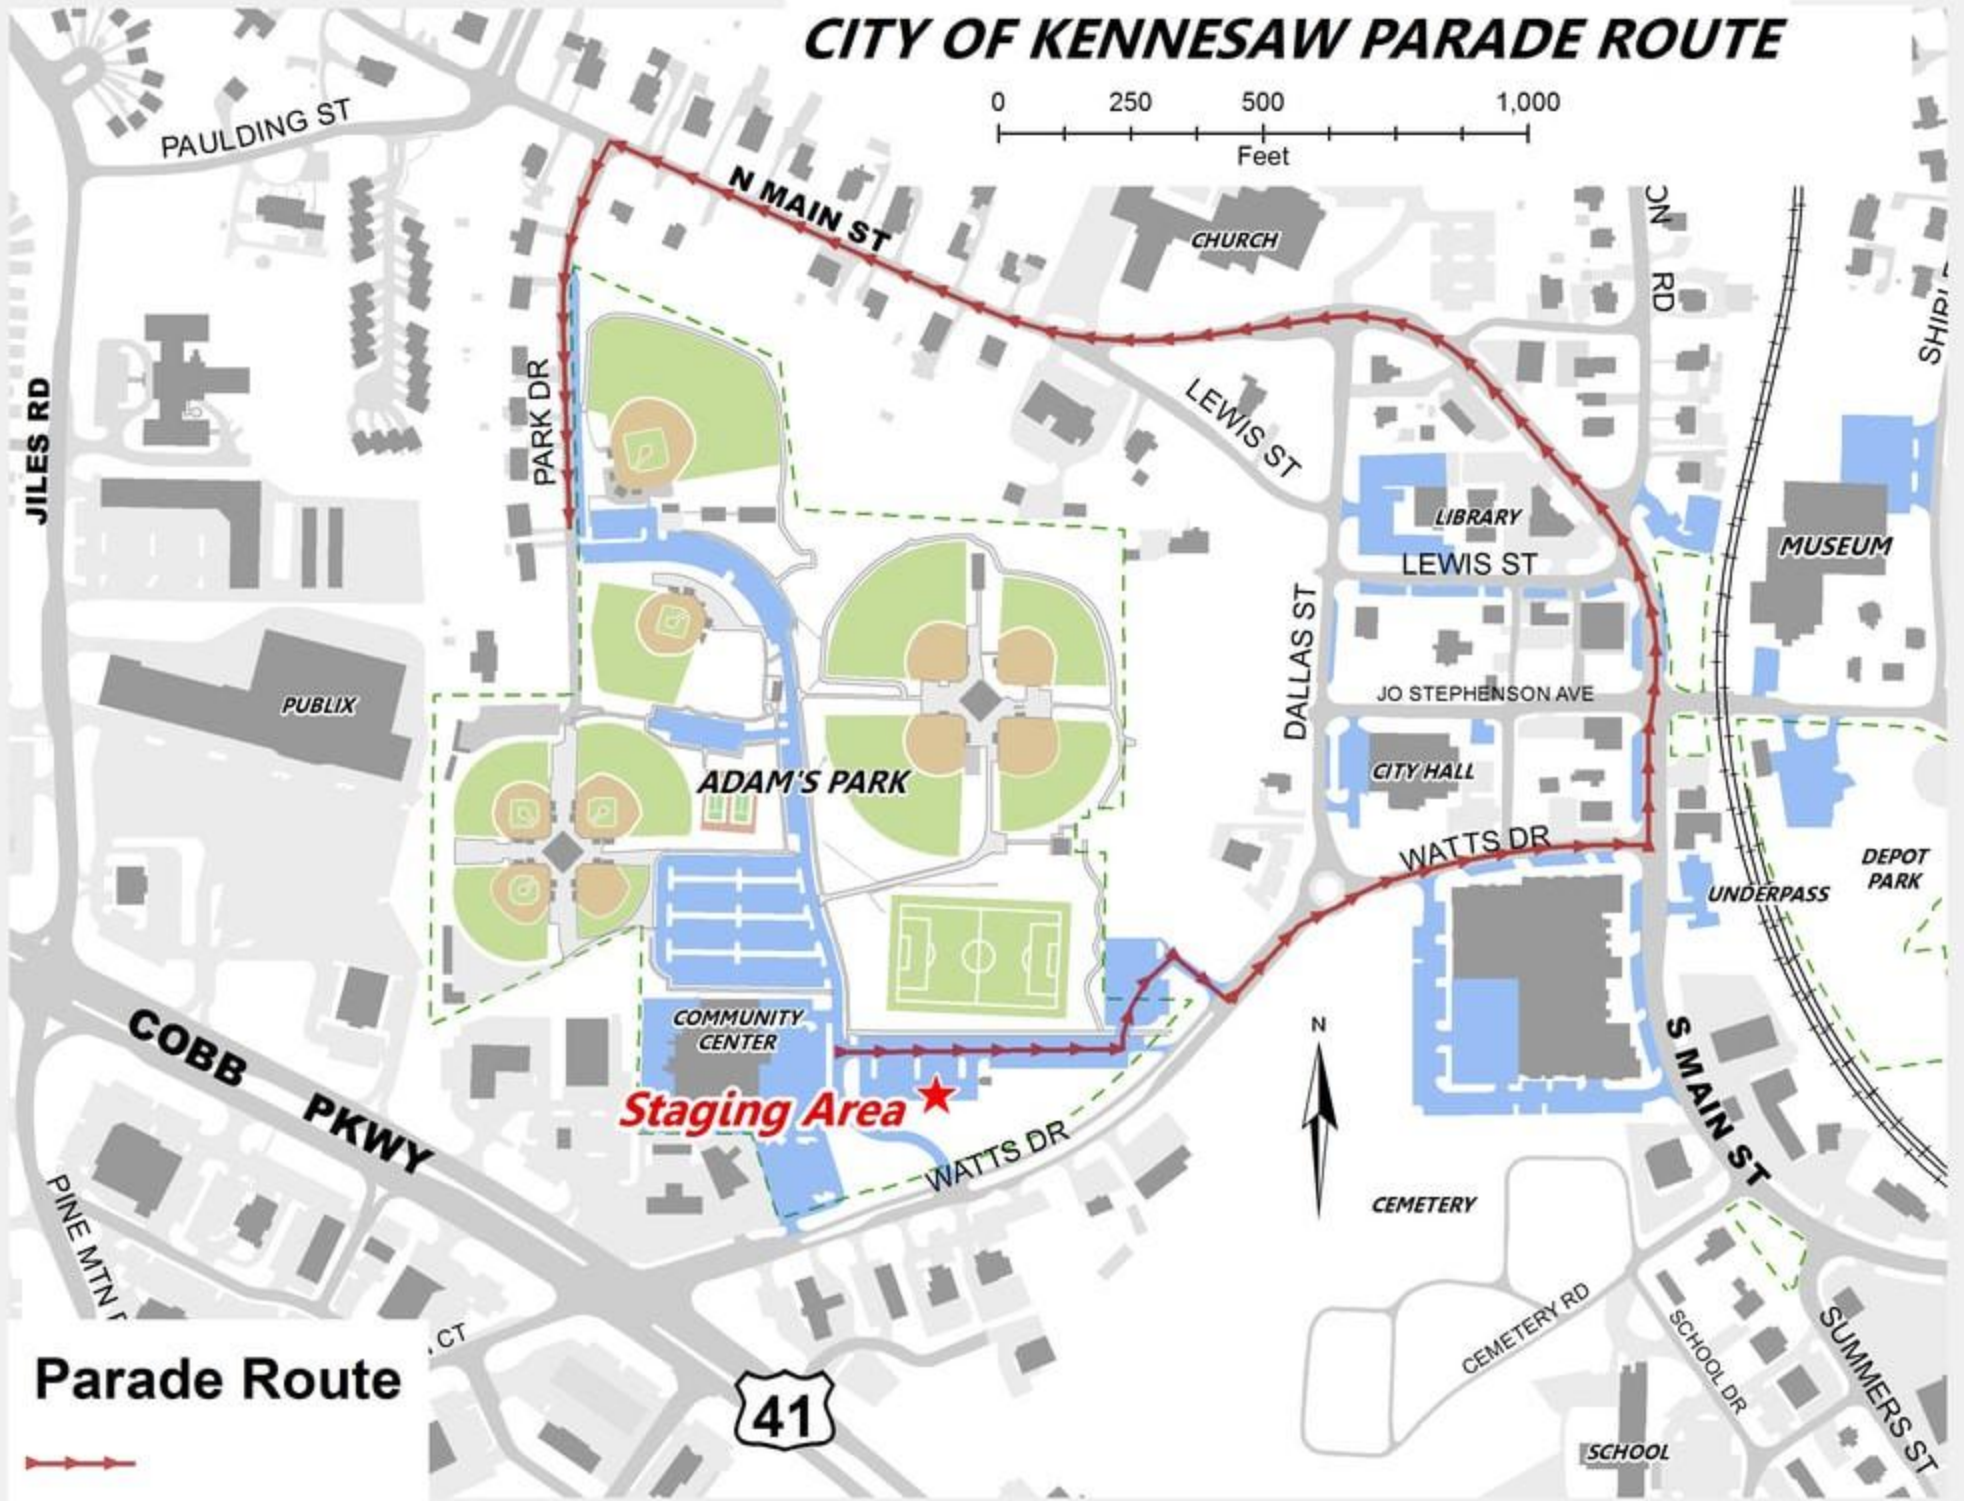 CITY OF KENNESAW PARADE ROUTE
0 250 500 1,000
Feet
PAULDING ST
N MAIN ST
CHURCH
ON RD
JILES RD
PARK DR
LEWIS ST
LIBRARY
LEWIS ST
MUSEUM
DALLAS ST
PUBLIX
JO STEPHENSON AVE
ADAM'S PARK
CITY HALL
WATTS DR
DEPOT
PARK
UNDERPASS
COMMUNITY
CENTER
COBB PKWY
Staging Area
N
S MAIN ST
WATTS DR
CEMETERY
PINE MTN
CT
CEMETERY RD
SCHOOL DR
SUMMERS ST
Parade Route
41
SCHOOL